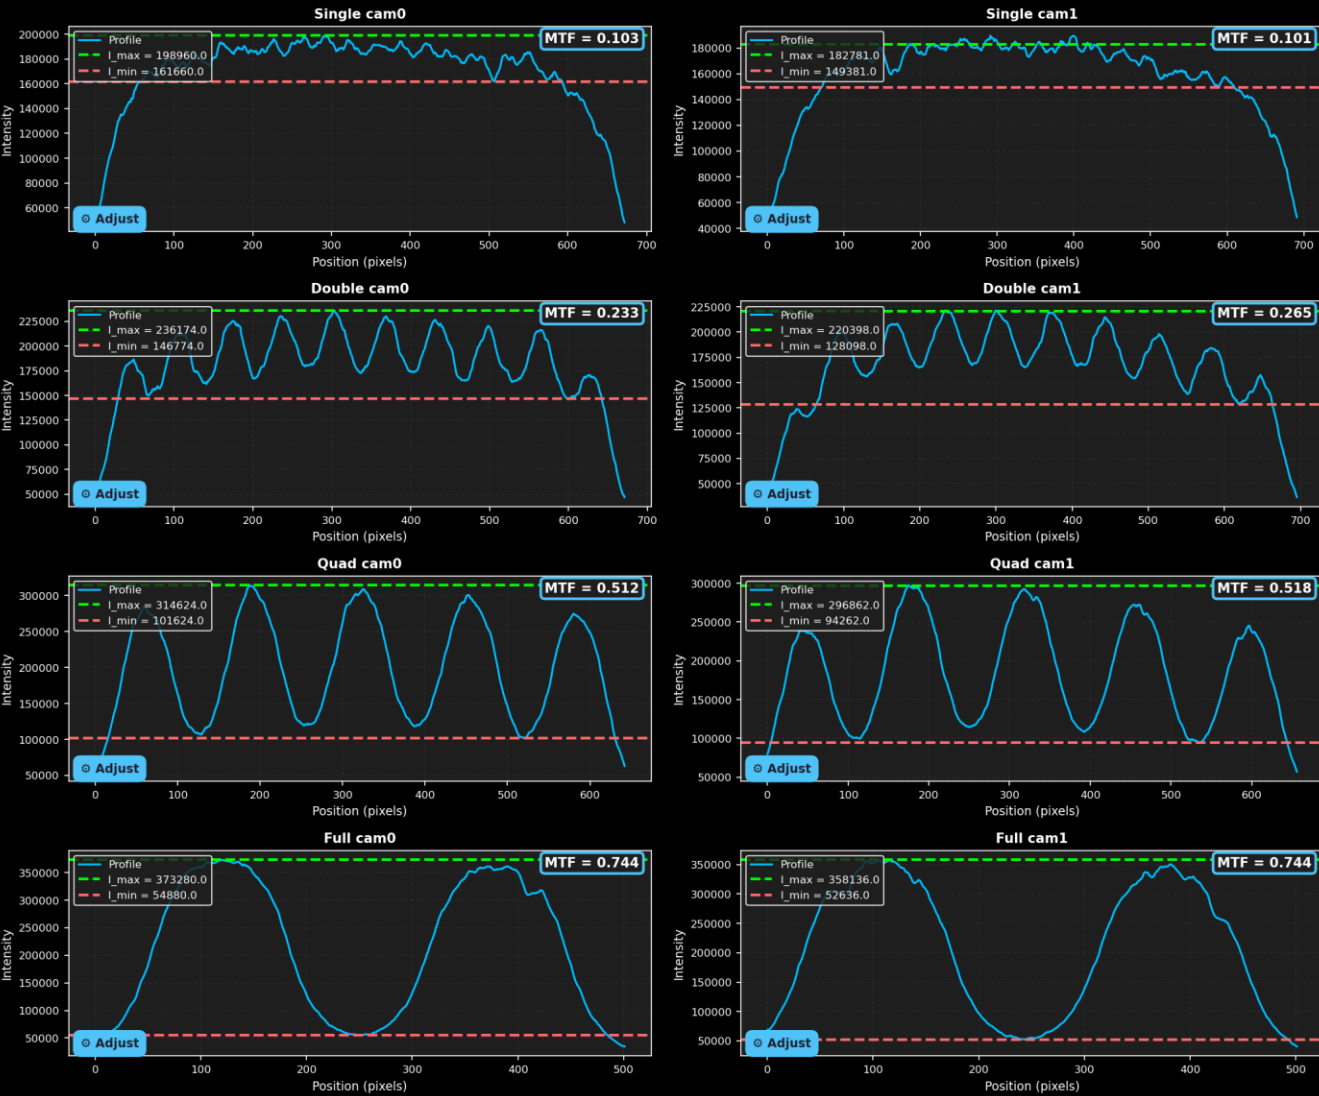 Single cam0
Profile
I_max = 198960.0
I_min = 161660.0
MTF = 0.103
200000
180000
160000
140000
120000
100000
80000
60000
Intensity
⚙ Adjust
0 100 200 300 400 500 600 700
Position (pixels)
Single cam1
Profile
I_max = 182781.0
I_min = 149381.0
MTF = 0.101
180000
160000
140000
120000
100000
80000
60000
40000
Intensity
⚙ Adjust
0 100 200 300 400 500 600 700
Position (pixels)
Double cam0
Profile
I_max = 236174.0
I_min = 146774.0
MTF = 0.233
225000
200000
175000
150000
125000
100000
75000
50000
Intensity
⚙ Adjust
0 100 200 300 400 500 600 700
Position (pixels)
Double cam1
Profile
I_max = 220398.0
I_min = 128098.0
MTF = 0.265
225000
200000
175000
150000
125000
100000
75000
50000
Intensity
⚙ Adjust
0 100 200 300 400 500 600 700
Position (pixels)
Quad cam0
Profile
I_max = 314624.0
I_min = 101624.0
MTF = 0.512
300000
250000
200000
150000
100000
50000
Intensity
⚙ Adjust
0 100 200 300 400 500 600
Position (pixels)
Quad cam1
Profile
I_max = 296862.0
I_min = 94262.0
MTF = 0.518
300000
250000
200000
150000
100000
50000
Intensity
⚙ Adjust
0 100 200 300 400 500 600
Position (pixels)
Full cam0
Profile
I_max = 373280.0
I_min = 54880.0
MTF = 0.744
350000
300000
250000
200000
150000
100000
50000
Intensity
⚙ Adjust
0 100 200 300 400 500
Position (pixels)
Full cam1
Profile
I_max = 358136.0
I_min = 52636.0
MTF = 0.744
350000
300000
250000
200000
150000
100000
50000
Intensity
⚙ Adjust
0 100 200 300 400 500
Position (pixels)